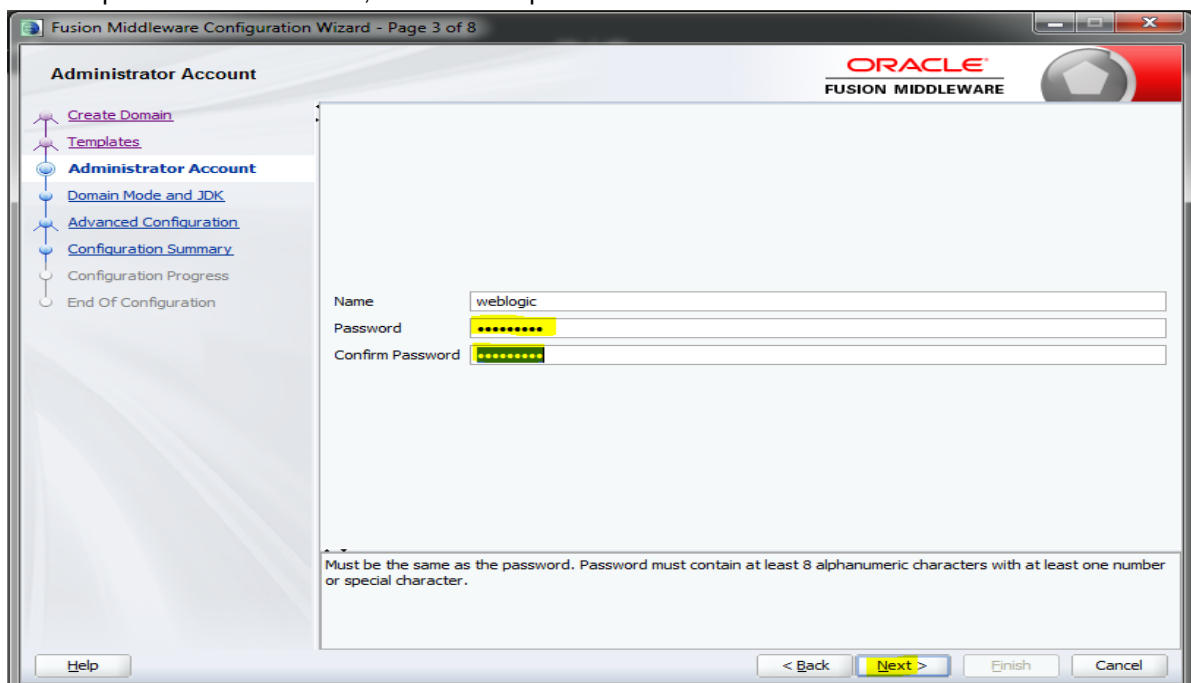 Fusion Middleware Configuration Wizard - Page 3 of 8
Administrator Account
ORACLE
FUSION MIDDLEWARE
Create Domain
Templates
Administrator Account
Domain Mode and JDK
Advanced Configuration
Configuration Summary
Configuration Progress
End Of Configuration
Name weblogic
Password •••••••••
Confirm Password •••••••••
Must be the same as the password. Password must contain at least 8 alphanumeric characters with at least one number
or special character.
Help < Back Next > Finish Cancel